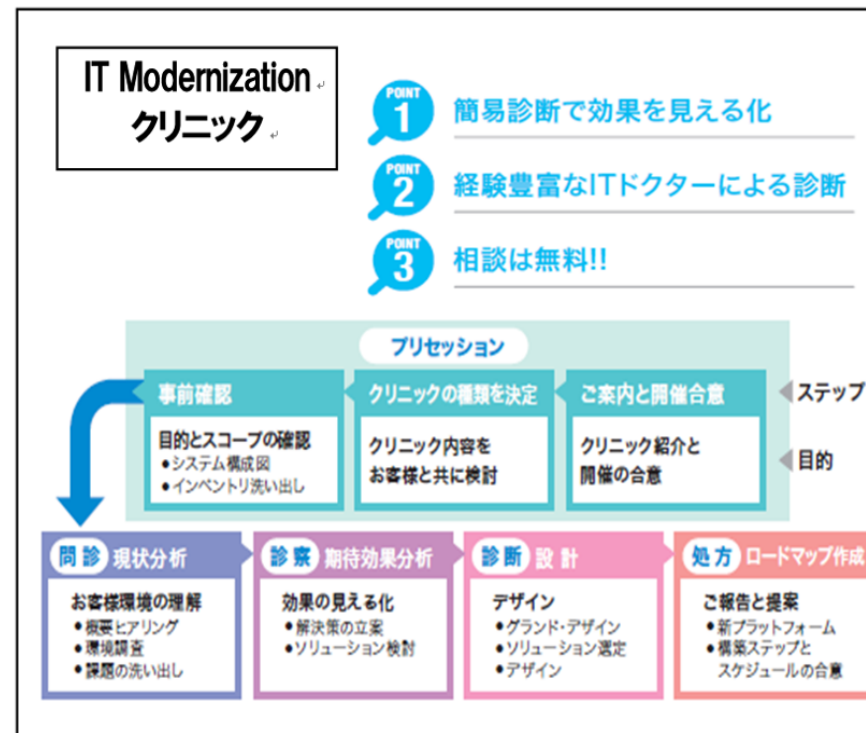 IT Modernization
クリニック
POINT
1
簡易診断で効果を見える化
POINT
2
経験豊富なITドクターによる診断
POINT
3
相談は無料!!
プリセッション
事前確認
クリニックの種類を決定
ご案内と開催合意
ステップ
目的とスコープの確認
●システム構成図
●インベントリ洗い出し
クリニック内容を
お客様と共に検討
クリニック紹介と
開催の合意
目的
問診 現状分析
お客様環境の理解
●概要ヒアリング
●環境調査
●課題の洗い出し
診察 期待効果分析
効果の見える化
●解決策の立案
●ソリューション検討
診断 設計
デザイン
●グランド・デザイン
●ソリューション選定
●デザイン
処方 ロードマップ作成
ご報告と提案
●新プラットフォーム
●構築ステップと
スケジュールの合意